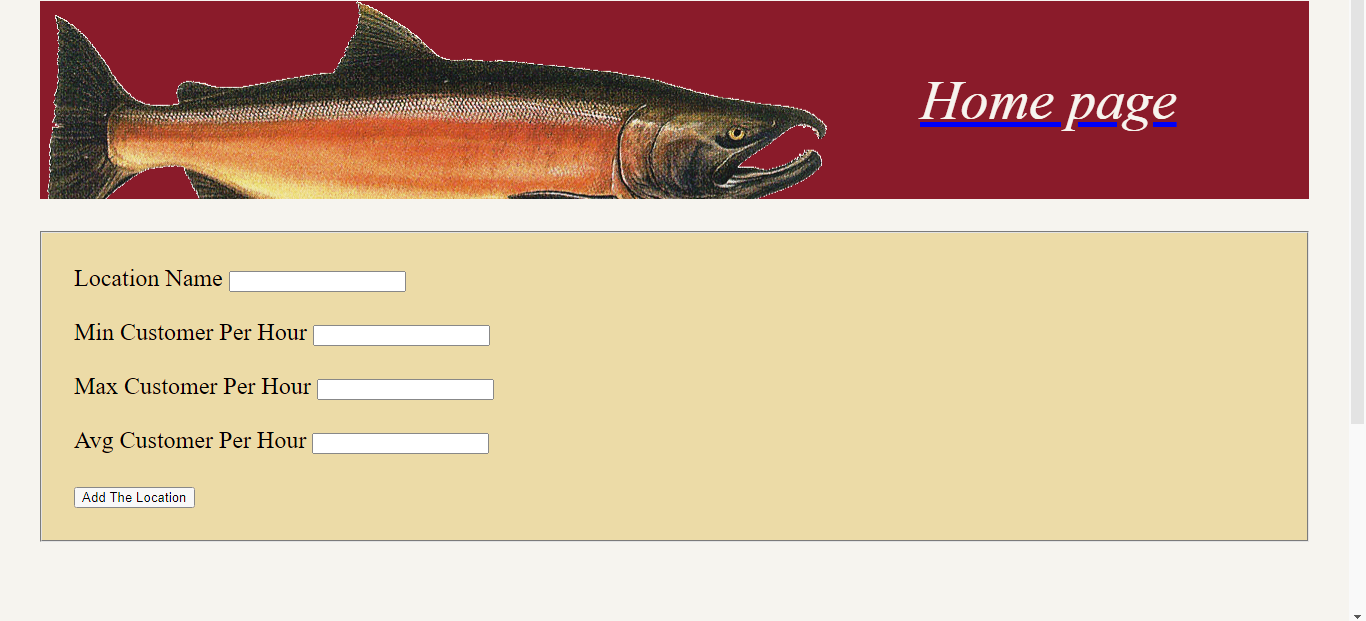 Home page
Location Name
Min Customer Per Hour
Max Customer Per Hour
Avg Customer Per Hour
Add The Location